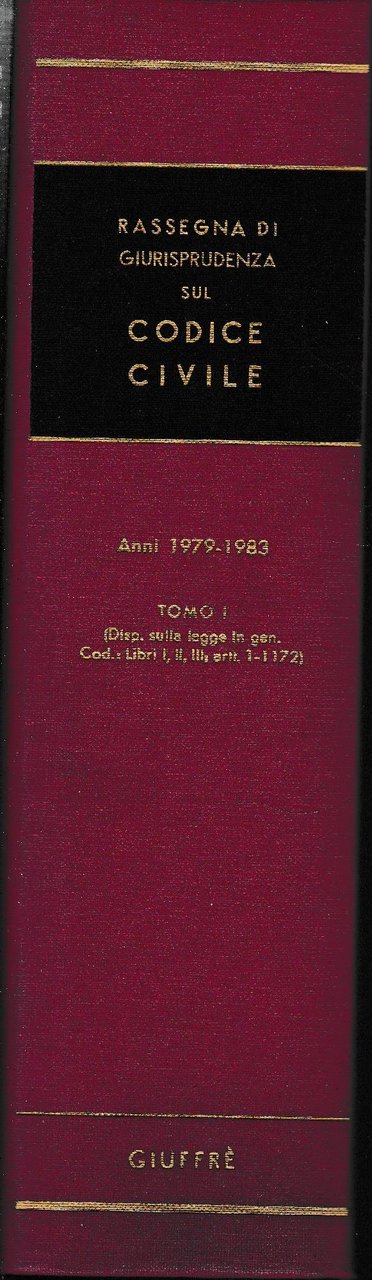 RASSEGNA DI
GIURISPRUDENZA
SUL
CODICE
CIVILE
Anni 1979-1983
TOMO I
(Disp. sulla legge in gen.
Cod.: Libri I, II, III, artt. 1-1172)
GIUFFRÈ